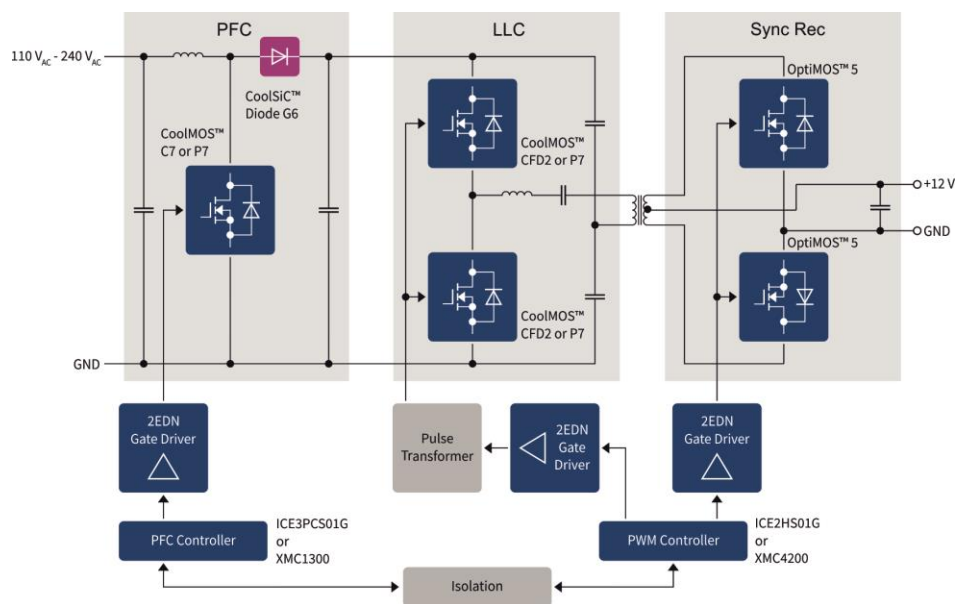 PFC
LLC
Sync Rec
110 V_AC - 240 V_AC
CoolSiC™
Diode G6
CoolMOS™
C7 or P7
CoolMOS™
CFD2 or P7
CoolMOS™
CFD2 or P7
OptiMOS™ 5
OptiMOS™ 5
+12 V
GND
GND
2EDN
Gate Driver
Pulse
Transformer
2EDN
Gate
Driver
2EDN
Gate Driver
PFC Controller
ICE3PCS01G
or
XMC1300
PWM Controller
ICE2HS01G
or
XMC4200
Isolation